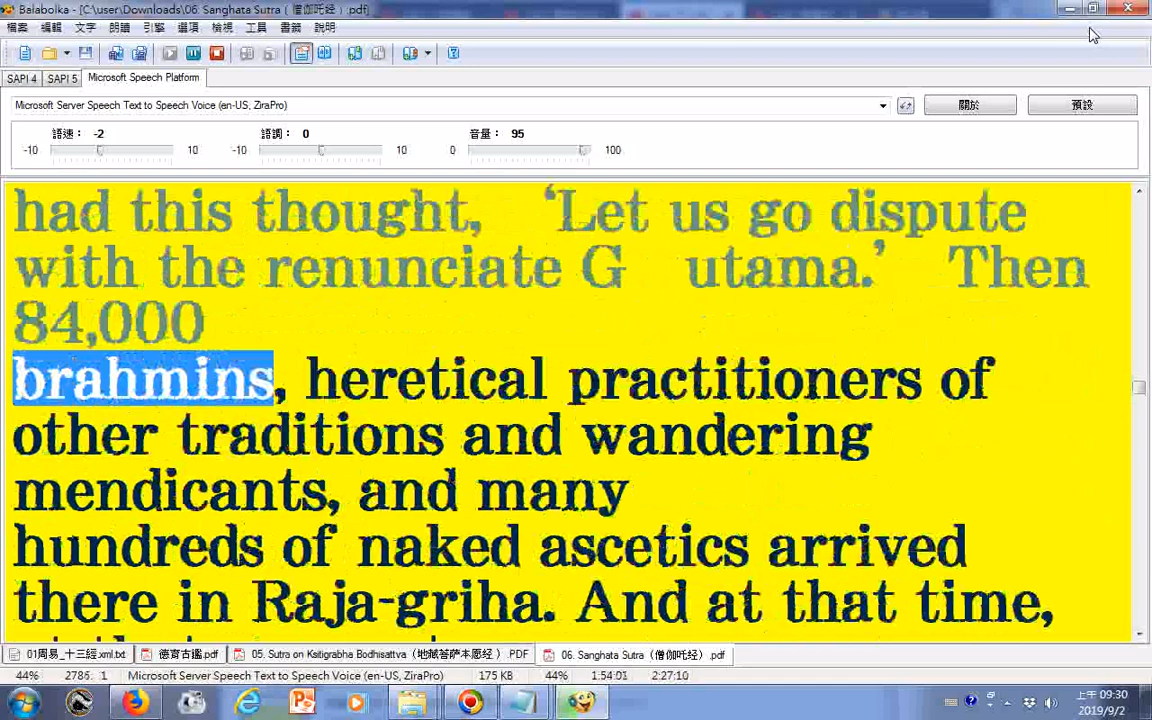 Balabolka - [C:\user\Downloads\06. Sanghata Sutra（僧伽吒经）.pdf]
檔案 編輯 文字 朗讀 引擎 選項 檢視 工具 書籤 說明
SAPI 4 SAPI 5 Microsoft Speech Platform
Microsoft Server Speech Text to Speech Voice (en-US, ZiraPro) 關於 預設
語速： -2 語調： 0 音量： 95
-10 10 -10 10 0 100
had this thought, ‘Let us go dispute
with the renunciate G utama.’ Then
84,000
brahmins, heretical practitioners of
other traditions and wandering
mendicants, and many
hundreds of naked ascetics arrived
there in Raja-griha. And at that time,
01周易_十三經.xml.txt 德育古鑑.pdf 05. Sutra on Ksitigrabha Bodhisattva（地藏菩萨本愿经）.PDF 06. Sanghata Sutra（僧伽吒经）.pdf
44% 2786: 1 Microsoft Server Speech Text to Speech Voice (en-US, ZiraPro) 175 KB 44% 1:54:01 2:27:10
上午 09:30
2019/9/2